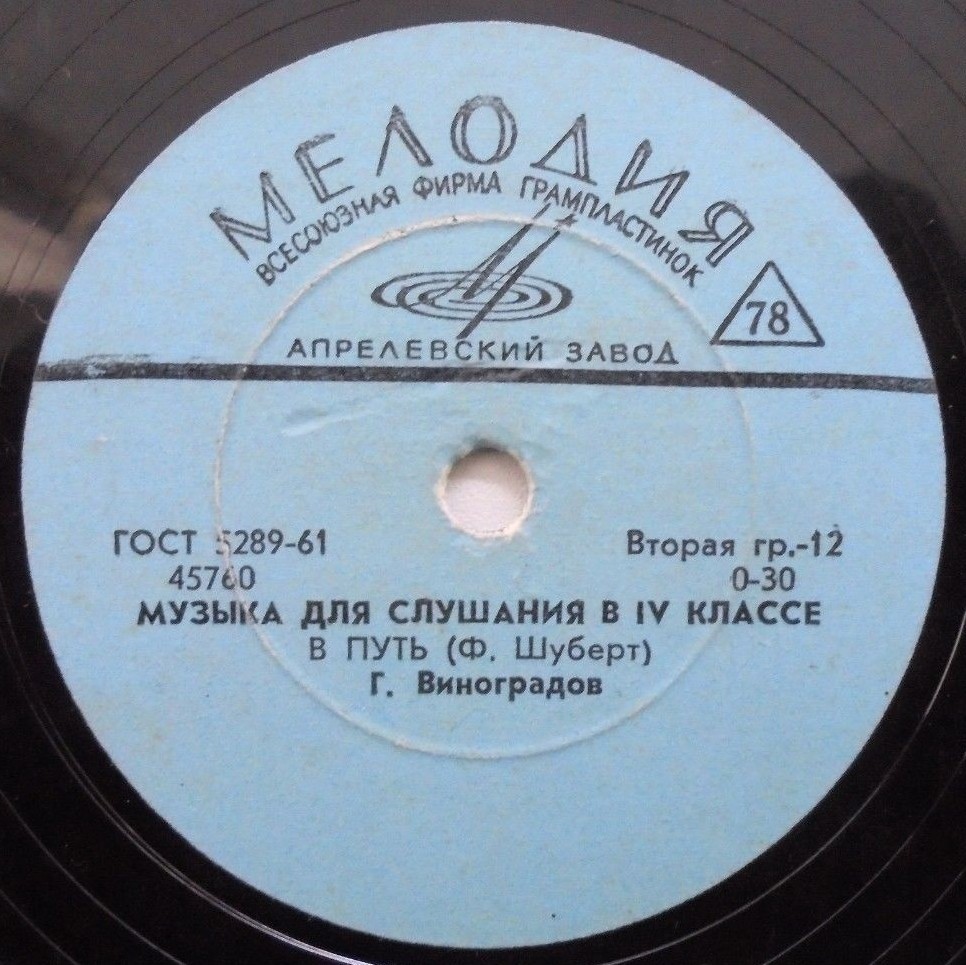 МЕЛОДИЯ
ВСЕСОЮЗНАЯ ФИРМА ГРАМПЛАСТИНОК
78
АПРЕЛЕВСКИЙ ЗАВОД
ГОСТ 5289-61 Вторая гр.-12
45760 0-30
МУЗЫКА ДЛЯ СЛУШАНИЯ В IV КЛАССЕ
В ПУТЬ (Ф. Шуберт)
Г. Виноградов